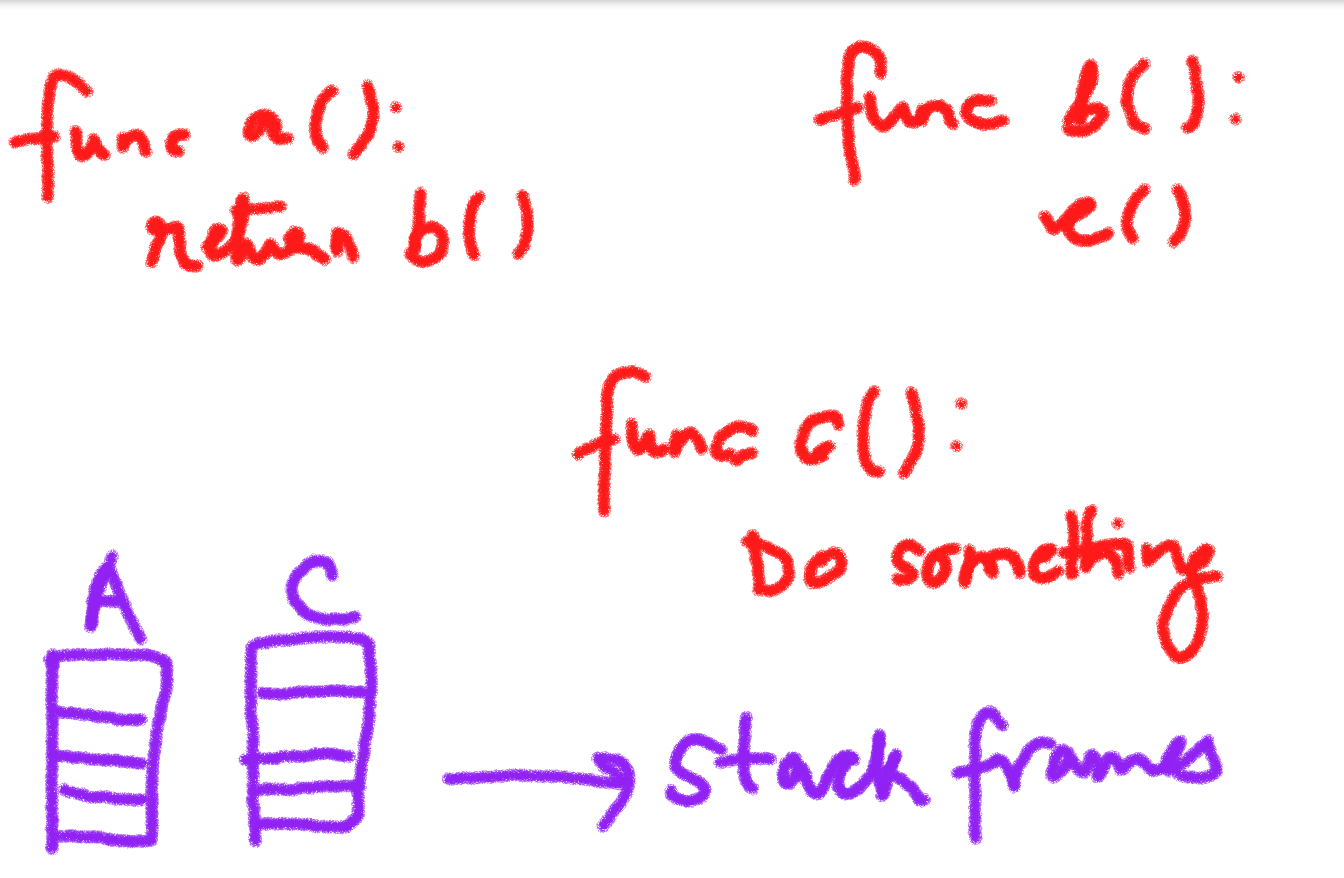 func a():
return b()
func b():
c()
func c():
Do something
A
C
stack frames